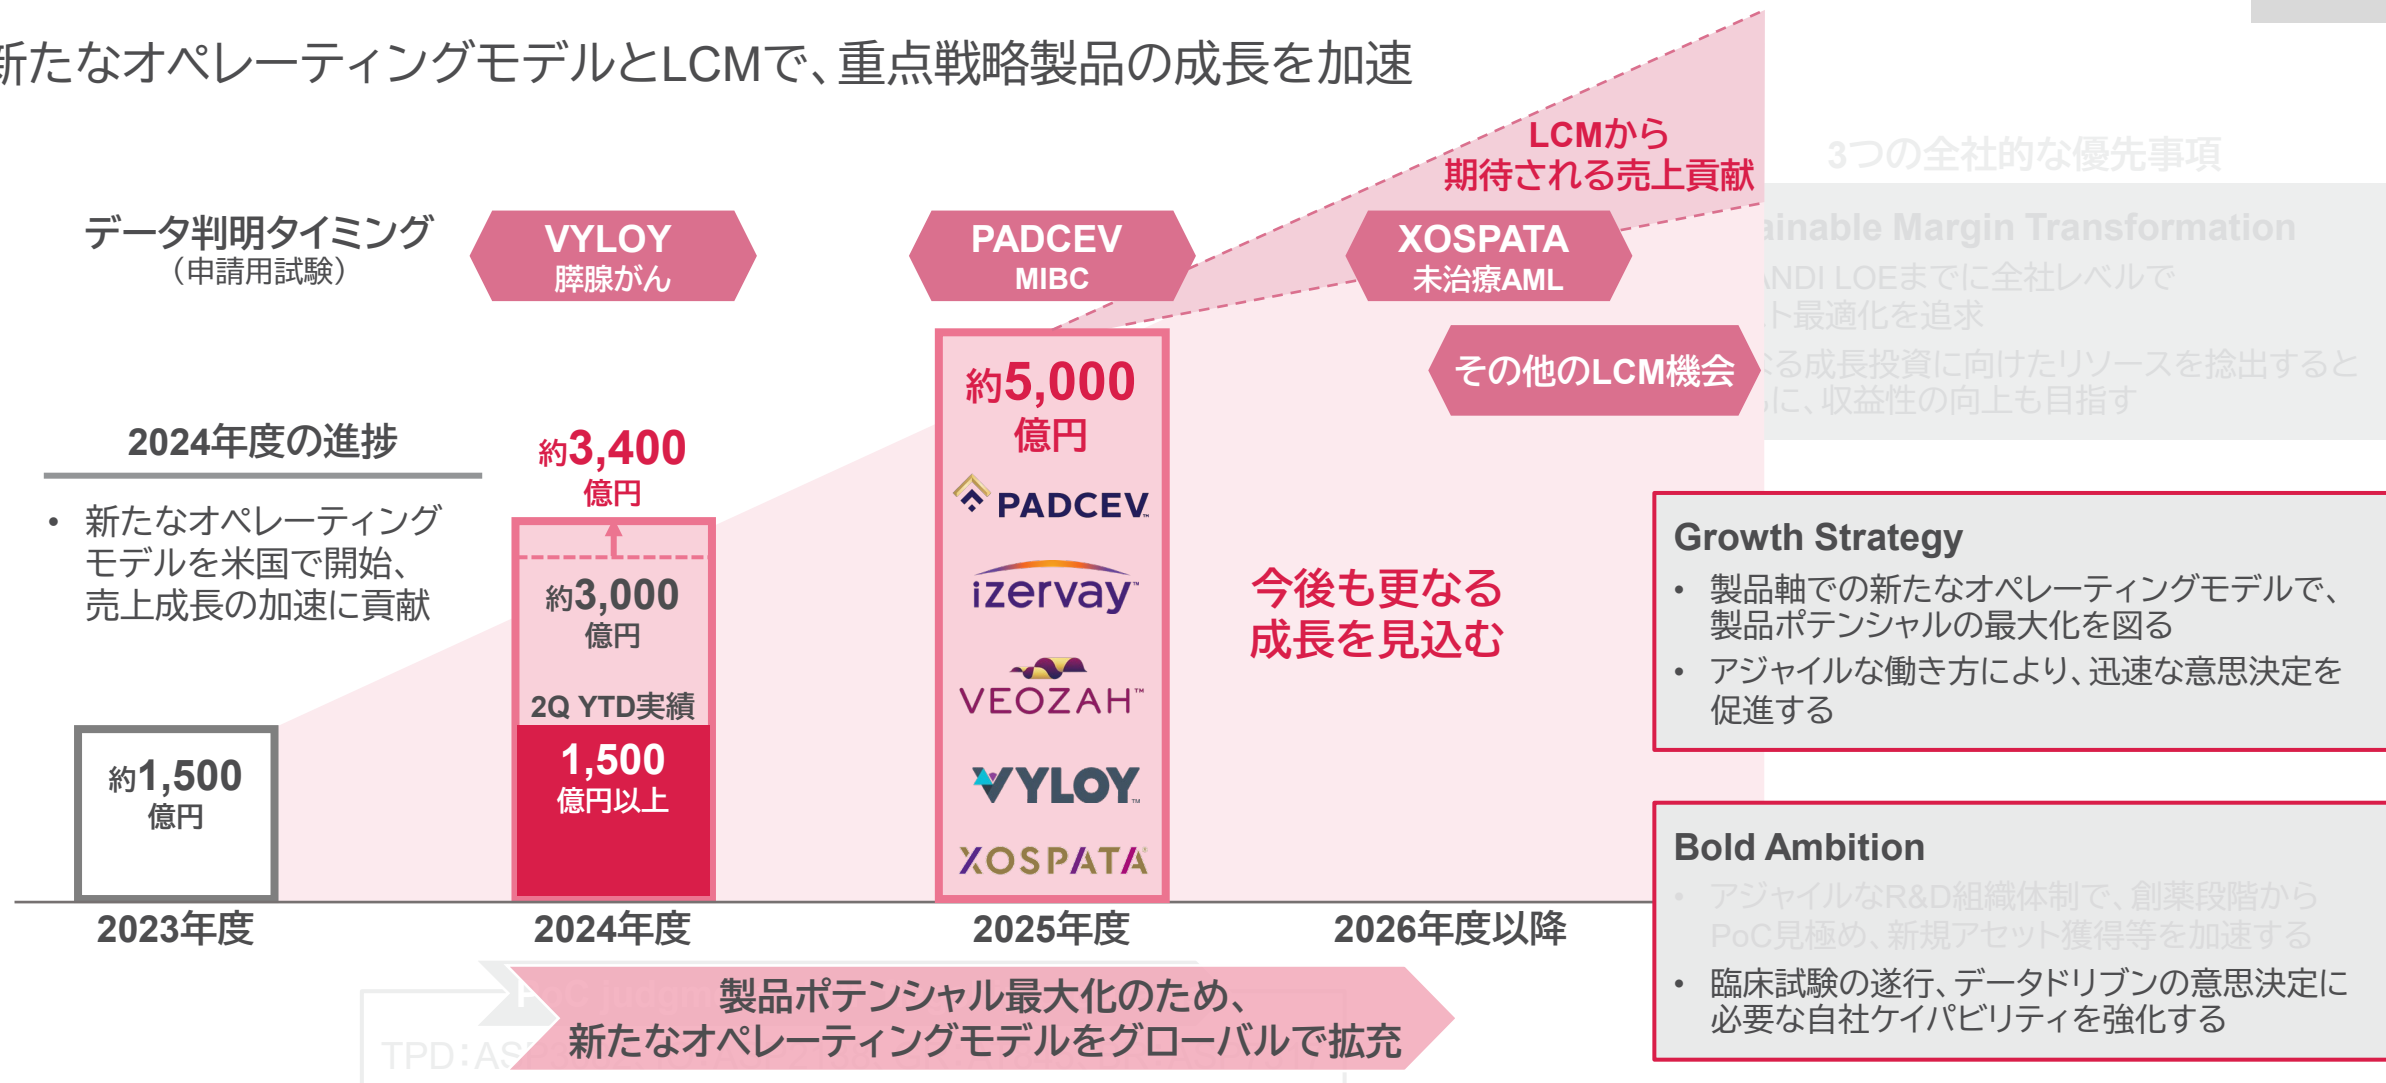 新たなオペレーティングモデルとLCMで、重点戦略製品の成長を加速
LCMから
期待される売上貢献
3つの全社的な優先事項
データ判明タイミング
（申請用試験）
VYLOY
膵腺がん
PADCEV
MIBC
XOSPATA
未治療AML
その他のLCM機会
ainable Margin Transformation
ANDI LOEまでに全社レベルで
ト最適化を追求
る成長投資に向けたリソースを捻出すると
に、収益性の向上も目指す
2024年度の進捗
• 新たなオペレーティング
モデルを米国で開始、
売上成長の加速に貢献
約1,500
億円
約3,400
億円
約3,000
億円
2Q YTD実績
1,500
億円以上
約5,000
億円
PADCEV™
izervay™
VEOZAH™
VYLOY™
XOSPATA
今後も更なる
成長を見込む
Growth Strategy
• 製品軸での新たなオペレーティングモデルで、
製品ポテンシャルの最大化を図る
• アジャイルな働き方により、迅速な意思決定を
促進する
Bold Ambition
• アジャイルなR&D組織体制で、創薬段階から
PoC見極め、新規アセット獲得等を加速する
• 臨床試験の遂行、データドリブンの意思決定に
必要な自社ケイパビリティを強化する
2023年度
2024年度
2025年度
2026年度以降
PoC judgm
製品ポテンシャル最大化のため、
新たなオペレーティングモデルをグローバルで拡充
TPD：AS